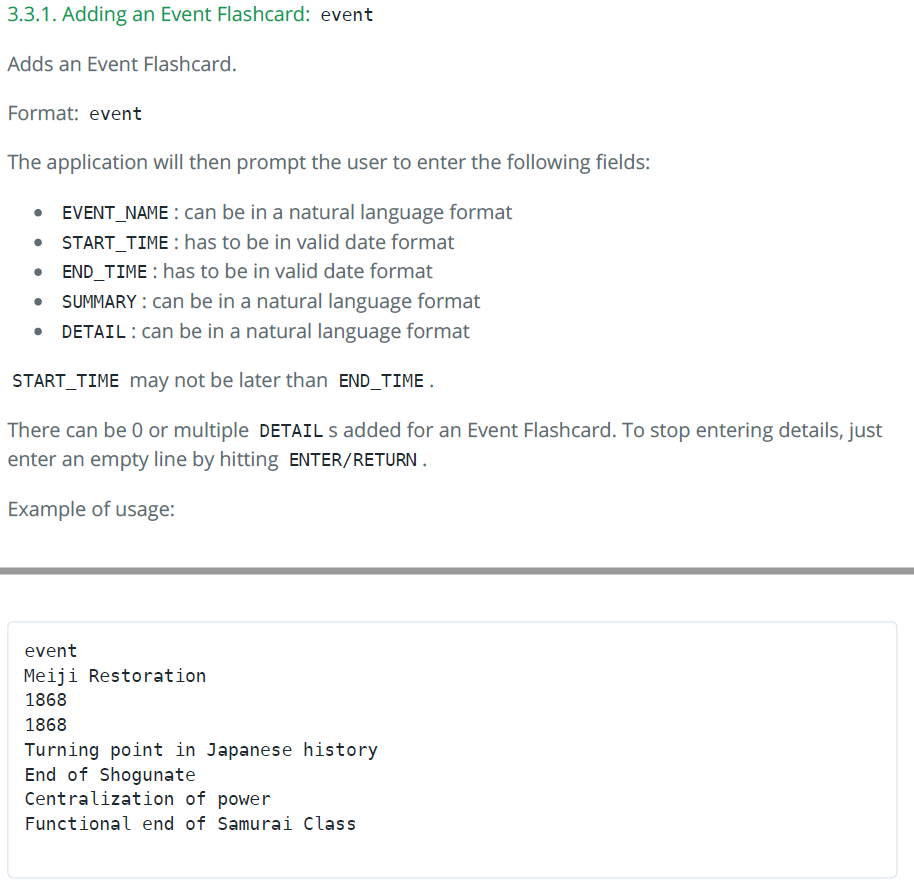 3.3.1. Adding an Event Flashcard: event
Adds an Event Flashcard.
Format: event
The application will then prompt the user to enter the following fields:
• EVENT_NAME : can be in a natural language format
• START_TIME : has to be in valid date format
• END_TIME : has to be in valid date format
• SUMMARY : can be in a natural language format
• DETAIL : can be in a natural language format
START_TIME may not be later than END_TIME .
There can be 0 or multiple DETAIL s added for an Event Flashcard. To stop entering details, just
enter an empty line by hitting ENTER/RETURN .
Example of usage:
event
Meiji Restoration
1868
1868
Turning point in Japanese history
End of Shogunate
Centralization of power
Functional end of Samurai Class